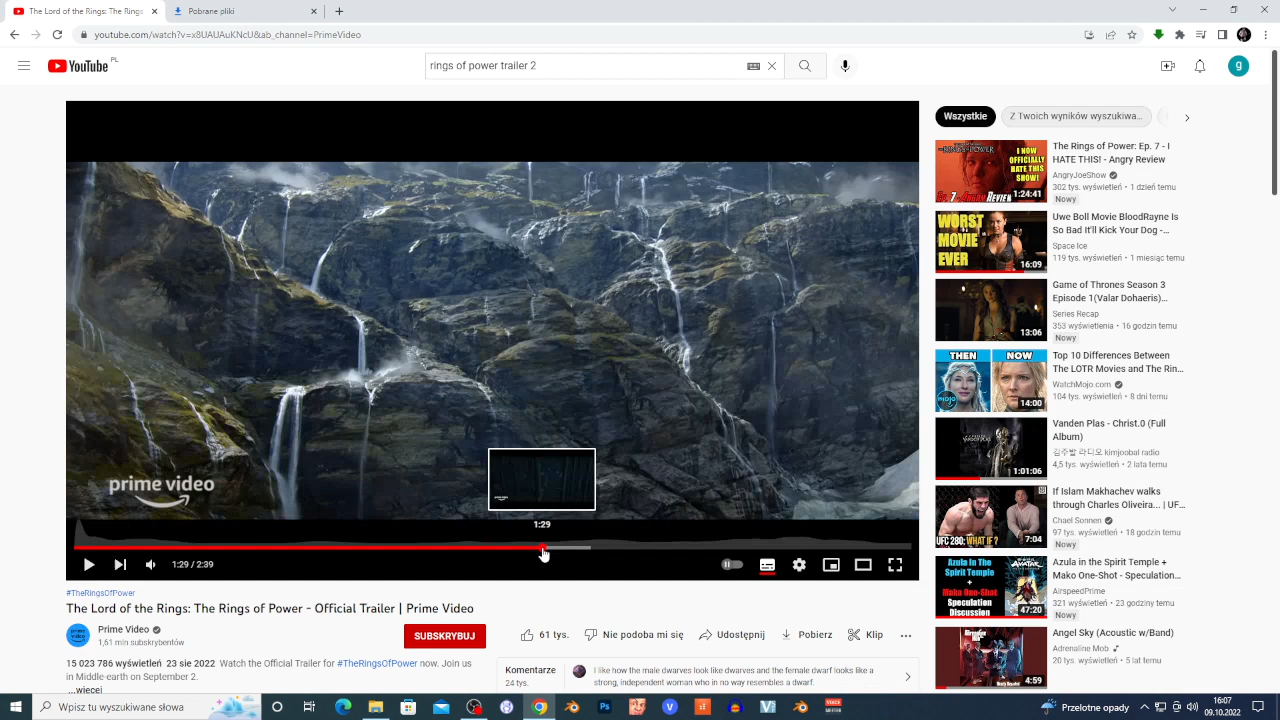 The Lord of the Rings: The Rings
Pobrane pliki
youtube.com/watch?v=x8UAUAuKNcU&ab_channel=PrimeVideo
YouTube PL
rings of power trailer 2
g
prime video
1:29
1:29 / 2:39
#TheRingsOfPower
The Lord of the Rings: The Rings of Power - Official Trailer | Prime Video
Prime Video
1,61 mln subskrybentów
SUBSKRYBUJ
61 tys.
Nie podoba mi się
Udostępnij
Pobierz
Klip
15 023 786 wyświetleń 23 sie 2022 Watch the Official Trailer for #TheRingsOfPower now. Join us
in Middle-earth on September 2.
...więcej
Komentarze
24 tys.
I like how the male dwarves look like dwarves and the female dwarf looks like a
strong, independent woman who in no way resembles a dwarf.
Wszystkie
Z Twoich wyników wyszukiwa...
I NOW
OFFICIALLY
HATE THIS
SHOW!
1:24:41
The Rings of Power: Ep. 7 - I
HATE THIS! - Angry Review
AngryJoeShow
302 tys. wyświetleń • 1 dzień temu
Nowy
WORST
MOVIE
EVER
16:09
Uwe Boll Movie BloodRayne Is
So Bad It'll Kick Your Dog -...
Space Ice
119 tys. wyświetleń • 1 miesiąc temu
13:06
Game of Thrones Season 3
Episode 1(Valar Dohaeris)...
Series Recap
353 wyświetlenia • 16 godzin temu
Nowy
THEN NOW
MOJO
14:00
Top 10 Differences Between
The LOTR Movies and The Rin...
WatchMojo.com
104 tys. wyświetleń • 8 dni temu
1:01:06
Vanden Plas - Christ.0 (Full
Album)
김주발 라디오 kimjoobal radio
4,5 tys. wyświetleń • 2 lata temu
UFC 280: WHAT IF ?
7:04
If Islam Makhachev walks
through Charles Oliveira... | UF...
Chael Sonnen
97 tys. wyświetleń • 18 godzin temu
Nowy
Azula In The
Spirit Temple
+
Mako One-Shot
Speculation
Discussion
AVATAR
47:20
Azula in the Spirit Temple +
Mako One-Shot - Speculation...
AirspeedPrime
321 wyświetleń • 23 godziny temu
Nowy
4:59
Angel Sky (Acoustic w/Band)
Adrenaline Mob
20 tys. wyświetleń • 5 lat temu
Wpisz tu wyszukiwane słowa
Przelotny
16:07
09.10.2022